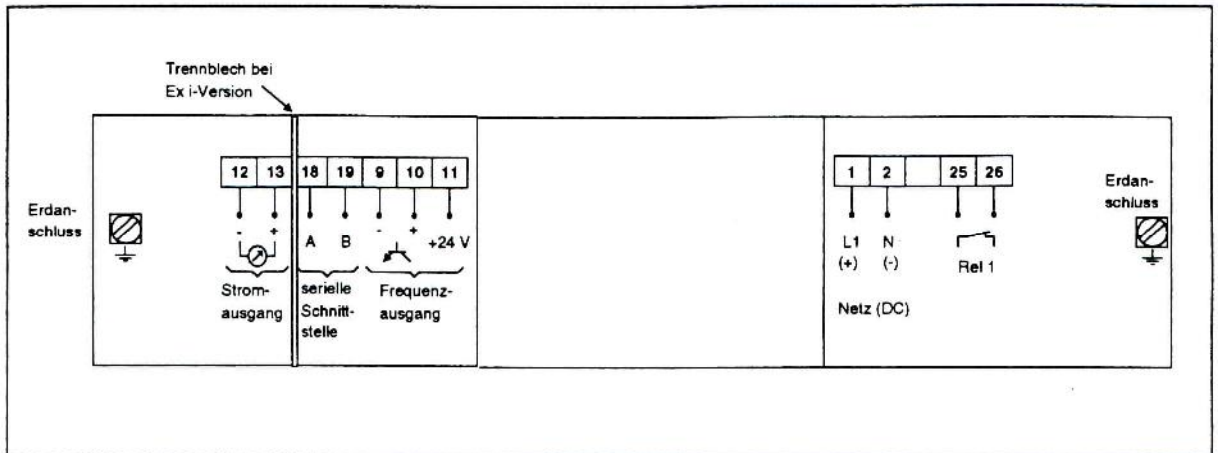 Trennblech bei
Ex i-Version
12 13 18 19 9 10 11
1 2 25 26
Erdan-
schluss
Erdan-
schluss
- + A B - + +24 V
L1 N
(+) (-)
Rel 1
Strom-
ausgang
serielle
Schnitt-
stelle
Frequenz-
ausgang
Netz (DC)